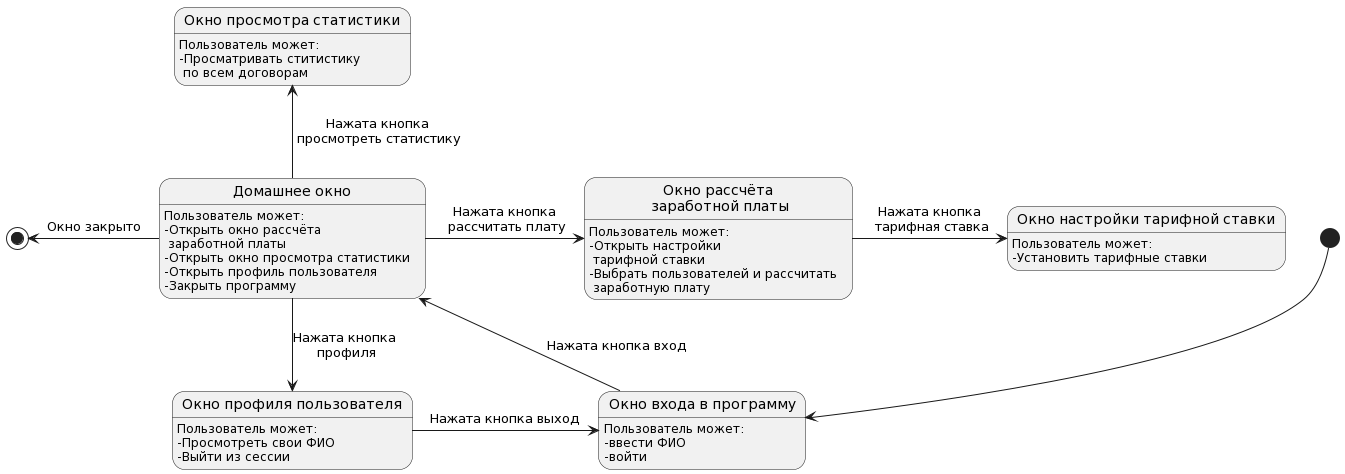 Окно просмотра статистики
Пользователь может:
-Просматривать ститистику
по всем договорам
Нажата кнопка
просмотреть статистику
Окно закрыто
Домашнее окно
Пользователь может:
-Открыть окно рассчёта
заработной платы
-Открыть окно просмотра статистики
-Открыть профиль пользователя
-Закрыть программу
Нажата кнопка
рассчитать плату
Окно рассчёта
заработной платы
Пользователь может:
-Открыть настройки
тарифной ставки
-Выбрать пользователей и рассчитать
заработную плату
Нажата кнопка
тарифная ставка
Окно настройки тарифной ставки
Пользователь может:
-Установить тарифные ставки
Нажата кнопка
профиля
Нажата кнопка вход
Окно профиля пользователя
Пользователь может:
-Просмотреть свои ФИО
-Выйти из сессии
Нажата кнопка выход
Окно входа в программу
Пользователь может:
-ввести ФИО
-войти